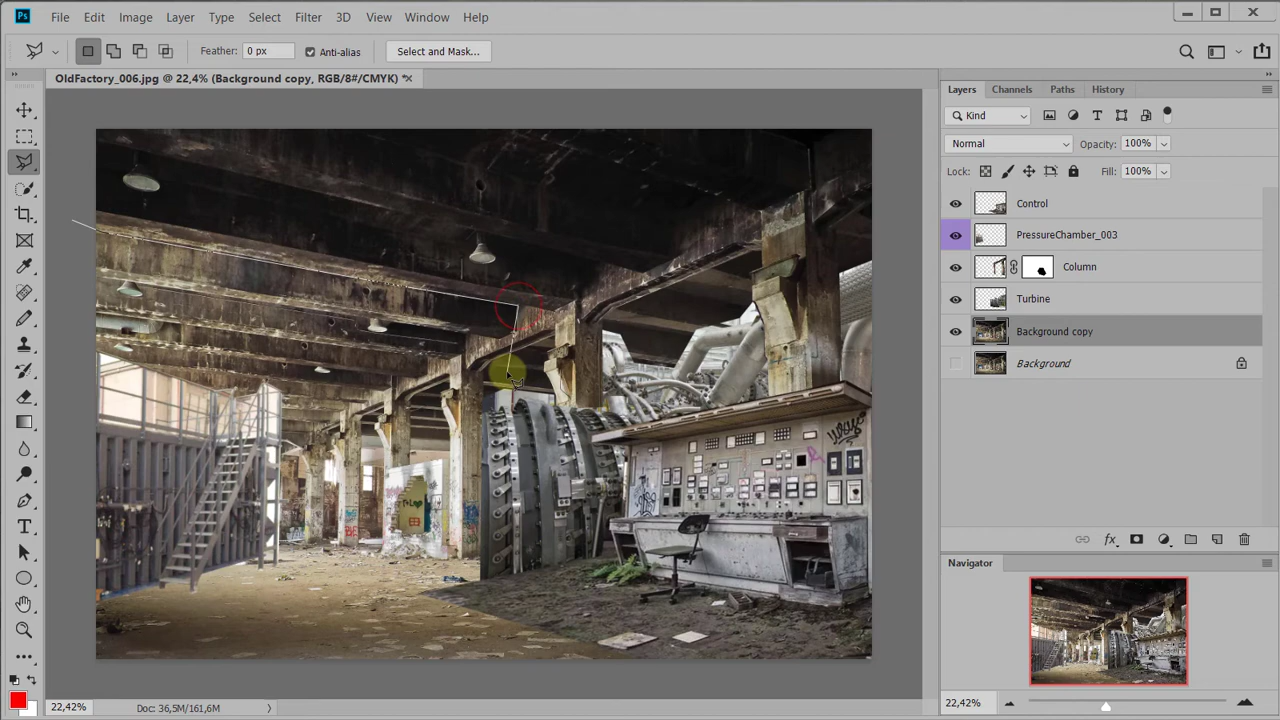 Ps File Edit Image Layer Type Select Filter 3D View Window Help
Feather: 0 px Anti-alias Select and Mask...
OldFactory_006.jpg @ 22,4% (Background copy, RGB/8#/CMYK) *
Layers Channels Paths History
Kind
Normal Opacity: 100%
Lock: Fill: 100%
Control
PressureChamber_003
Column
Turbine
Background copy
Background
fx
Navigator
22,42% Doc: 36,5M/161,6M
22,42%